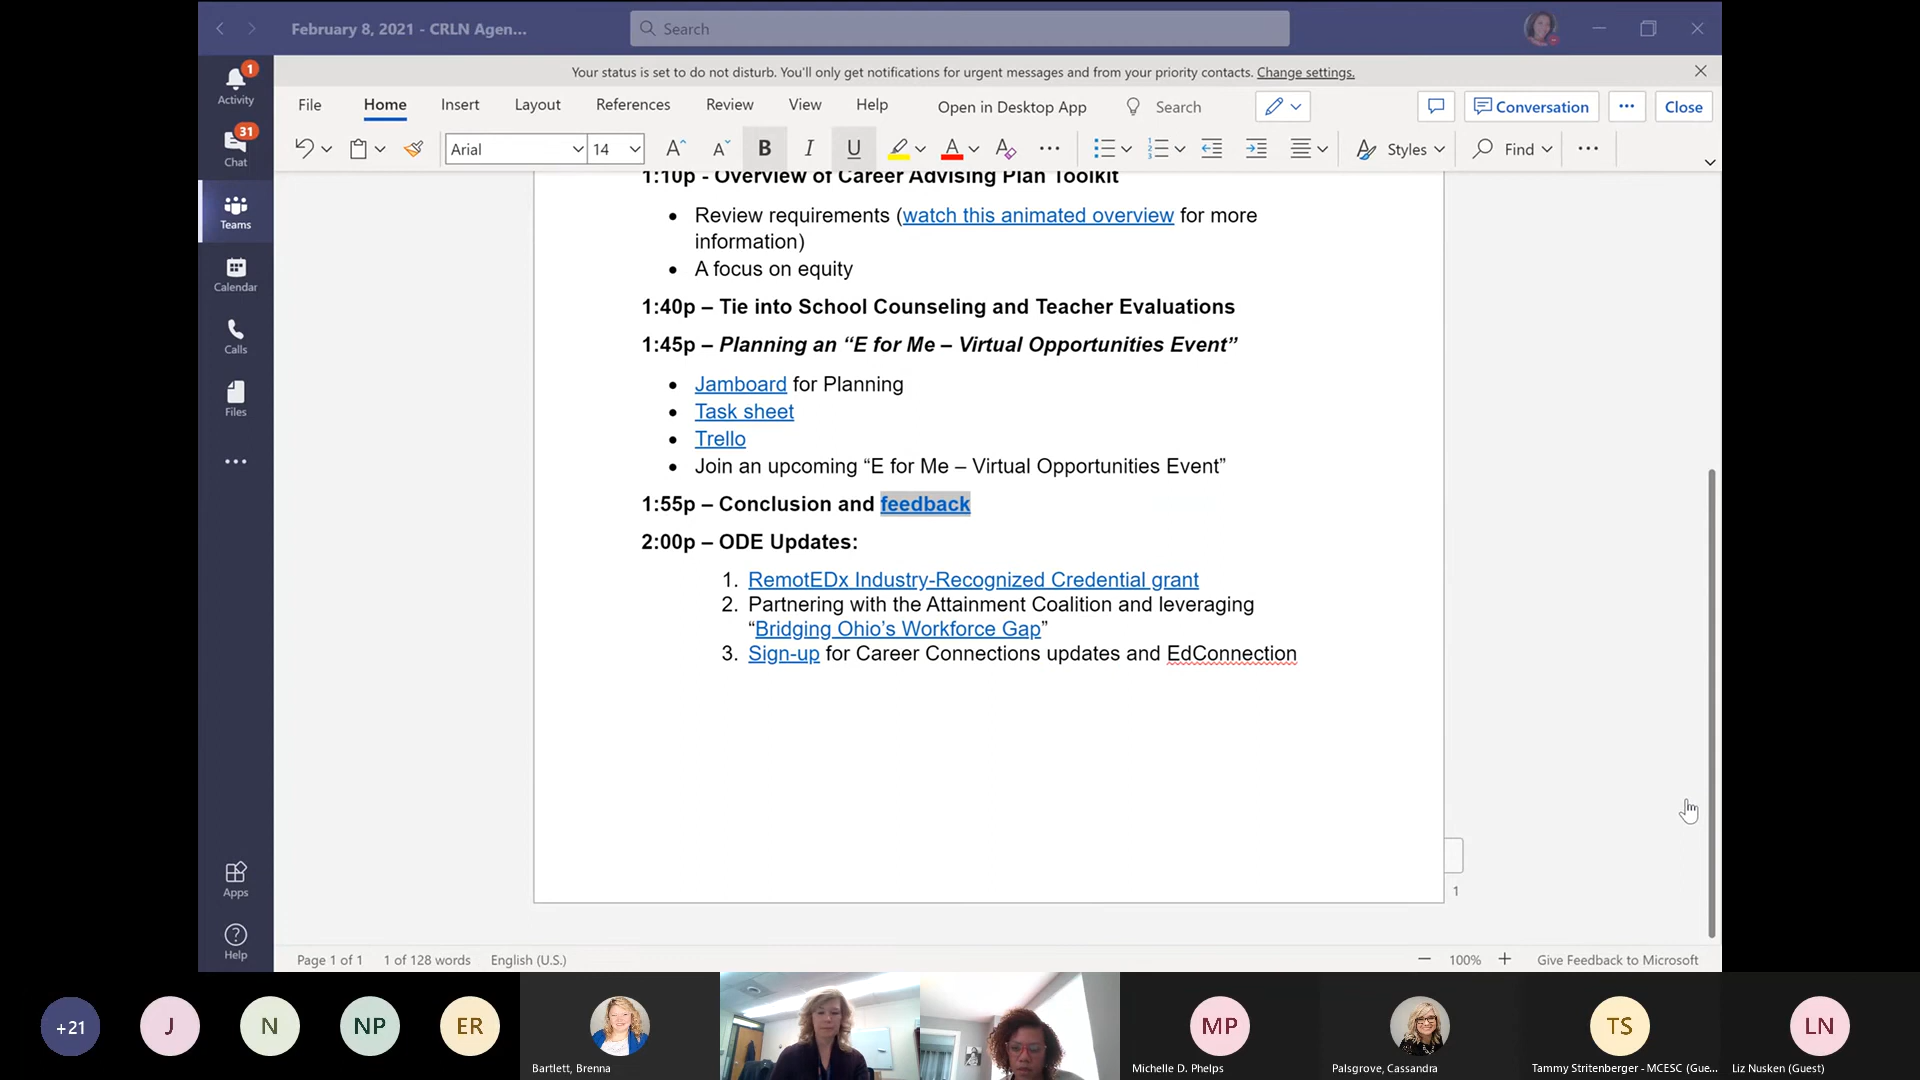 February 8, 2021 - CRLN Agen...
Search
Your status is set to do not disturb. You'll only get notifications for urgent messages and from your priority contacts. Change settings.
1
Activity
31
Chat
Teams
Calendar
Calls
Files
Apps
Help
File Home Insert Layout References Review View Help Open in Desktop App Search Conversation Close
Arial 14 B I U A Styles Find
1:10p - Overview of Career Advising Plan Toolkit
• Review requirements (watch this animated overview for more
information)
• A focus on equity
1:40p – Tie into School Counseling and Teacher Evaluations
1:45p – Planning an “E for Me – Virtual Opportunities Event”
• Jamboard for Planning
• Task sheet
• Trello
• Join an upcoming “E for Me – Virtual Opportunities Event”
1:55p – Conclusion and feedback
2:00p – ODE Updates:
1. RemotEDx Industry-Recognized Credential grant
2. Partnering with the Attainment Coalition and leveraging
“Bridging Ohio’s Workforce Gap”
3. Sign-up for Career Connections updates and EdConnection
1
Page 1 of 1 1 of 128 words English (U.S.) 100% Give Feedback to Microsoft
+21 J N NP ER MP TS LN
Bartlett, Brenna Michelle D. Phelps Palsgrove, Cassandra Tammy Stritenberger - MCESC (Gue... Liz Nusken (Guest)